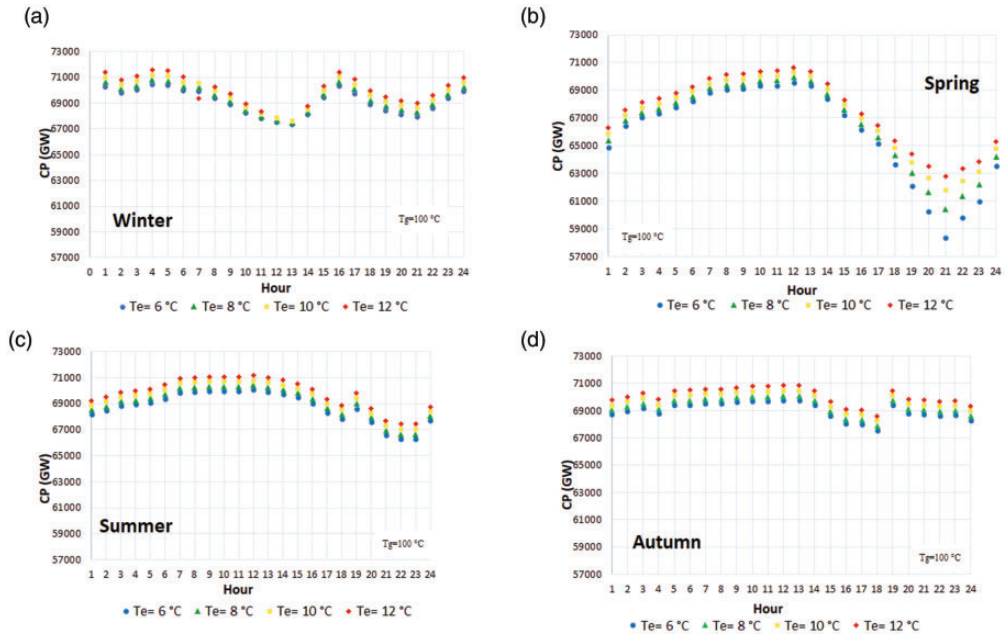 (a)
73000
71000
69000
67000
65000
63000
61000
59000
57000
CP (GW)
Winter
Tg=100 °C
0 1 2 3 4 5 6 7 8 9 10 11 12 13 14 15 16 17 18 19 20 21 22 23 24
Hour
Te= 6 °C Te= 8 °C Te= 10 °C Te= 12 °C
(b)
73000
71000
69000
67000
65000
63000
61000
59000
57000
CP (GW)
Spring
Tg=100 °C
1 2 3 4 5 6 7 8 9 10 11 12 13 14 15 16 17 18 19 20 21 22 23 24
Hour
Te= 6 °C Te= 8 °C Te= 10 °C Te= 12 °C
(c)
73000
71000
69000
67000
65000
63000
61000
59000
57000
CP (GW)
Summer
Tg=100 °C
1 2 3 4 5 6 7 8 9 10 11 12 13 14 15 16 17 18 19 20 21 22 23 24
Hour
Te= 6 °C Te= 8 °C Te= 10 °C Te= 12 °C
(d)
73000
71000
69000
67000
65000
63000
61000
59000
57000
CP (GW)
Autumn
Tg=100 °C
1 2 3 4 5 6 7 8 9 10 11 12 13 14 15 16 17 18 19 20 21 22 23 24
Hour
Te= 6 °C Te= 8 °C Te= 10 °C Te= 12 °C